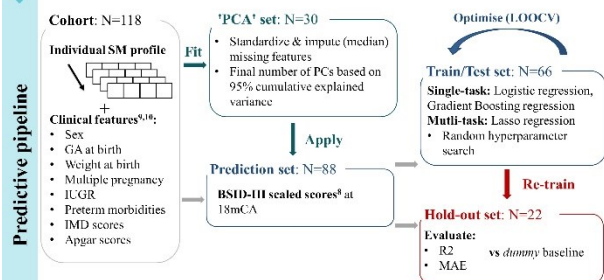 Predictive pipeline
Cohort: N=118
Individual SM profile
+
Clinical features9,10:
• Sex
• GA at birth
• Weight at birth
• Multiple pregnancy
• IUGR
• Preterm morbidities
• IMD scores
• Apgar scores
Fit
'PCA' set: N=30
• Standardize & impute (median)
missing features
• Final number of PCs based on
95% cumulative explained
variance
Apply
Prediction set: N=88
BSID-III scaled scores8 at
18mCA
Optimise (LOOCV)
Train/Test set: N=66
Single-task: Logistic regression,
Gradient Boosting regression
Mutli-task: Lasso regression
• Random hyperparameter
search
Re-train
Hold-out set: N=22
Evaluate:
• R2
• MAE
vs dummy baseline